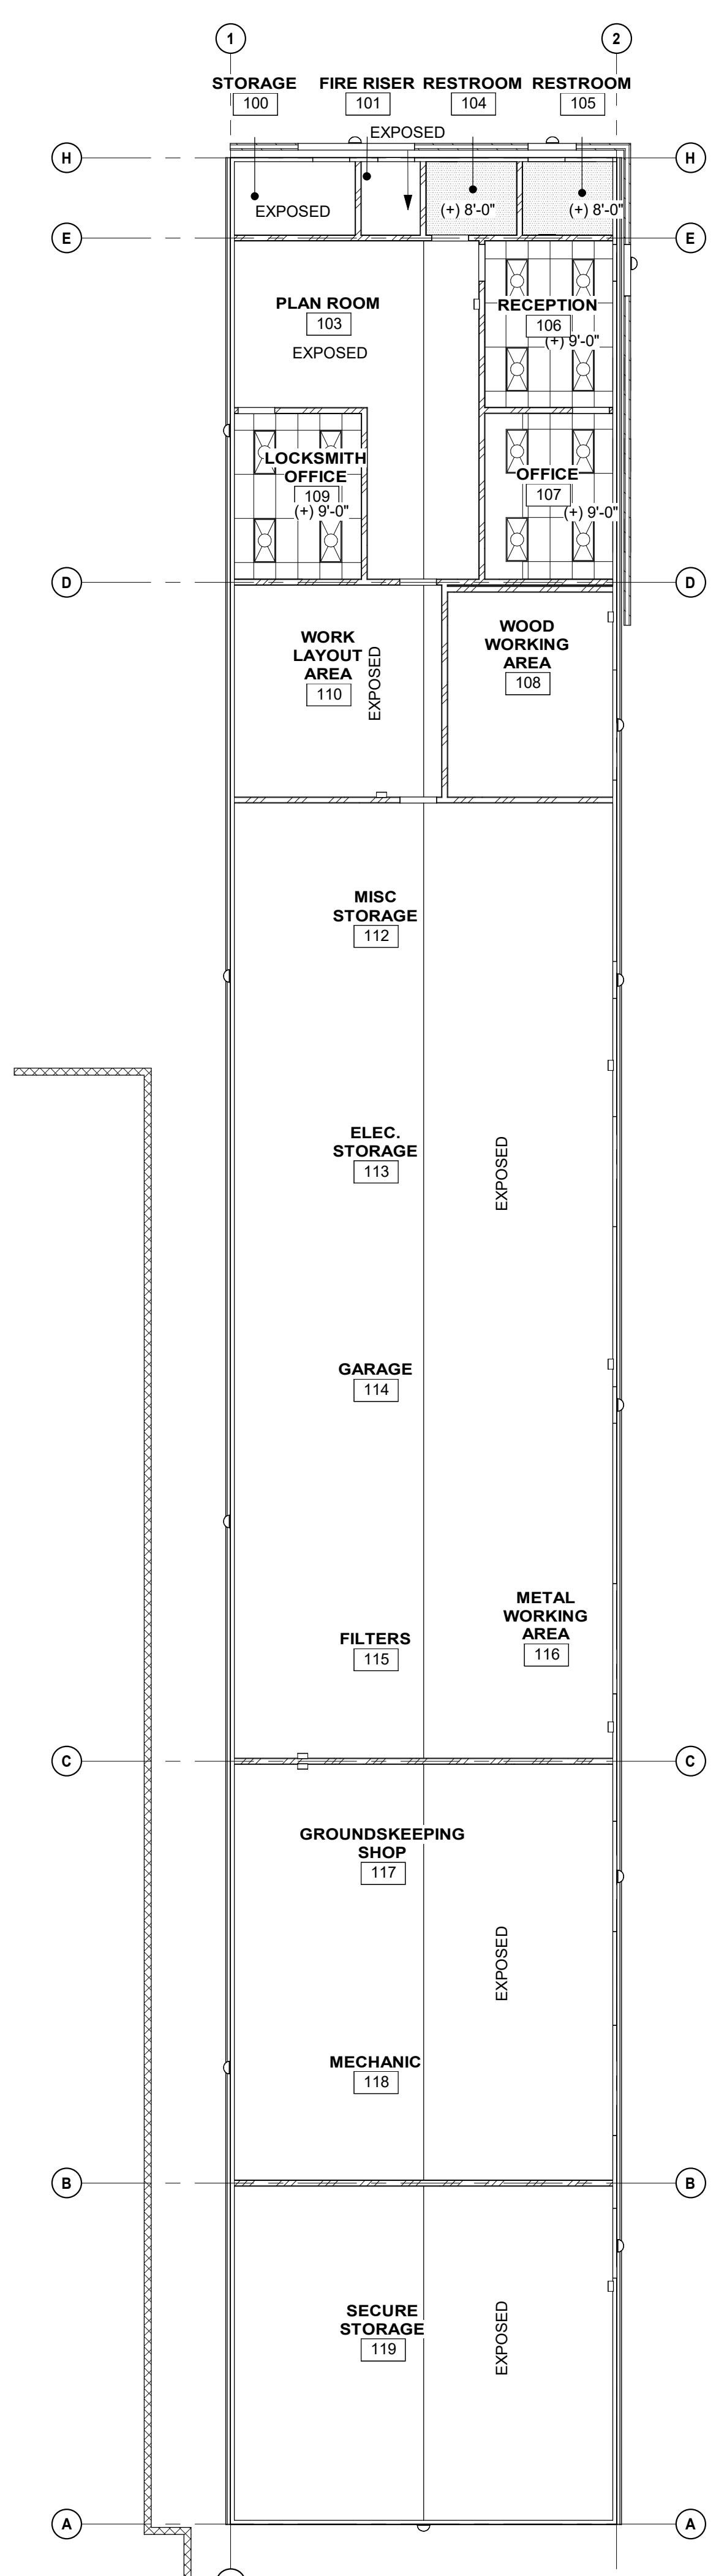 1
2
STORAGE
100
FIRE RISER
101
RESTROOM
104
RESTROOM
105
EXPOSED
H
H
EXPOSED
(+) 8'-0"
(+) 8'-0"
E
E
PLAN ROOM
103
EXPOSED
RECEPTION
106
(+) 9'-0"
LOCKSMITH
OFFICE
109
(+) 9'-0"
OFFICE
107
(+) 9'-0"
D
D
WORK
LAYOUT
AREA
110
EXPOSED
WOOD
WORKING
AREA
108
MISC
STORAGE
112
ELEC.
STORAGE
113
EXPOSED
GARAGE
114
FILTERS
115
METAL
WORKING
AREA
116
C
C
GROUNDSKEEPING
SHOP
117
EXPOSED
MECHANIC
118
B
B
SECURE
STORAGE
119
EXPOSED
A
A